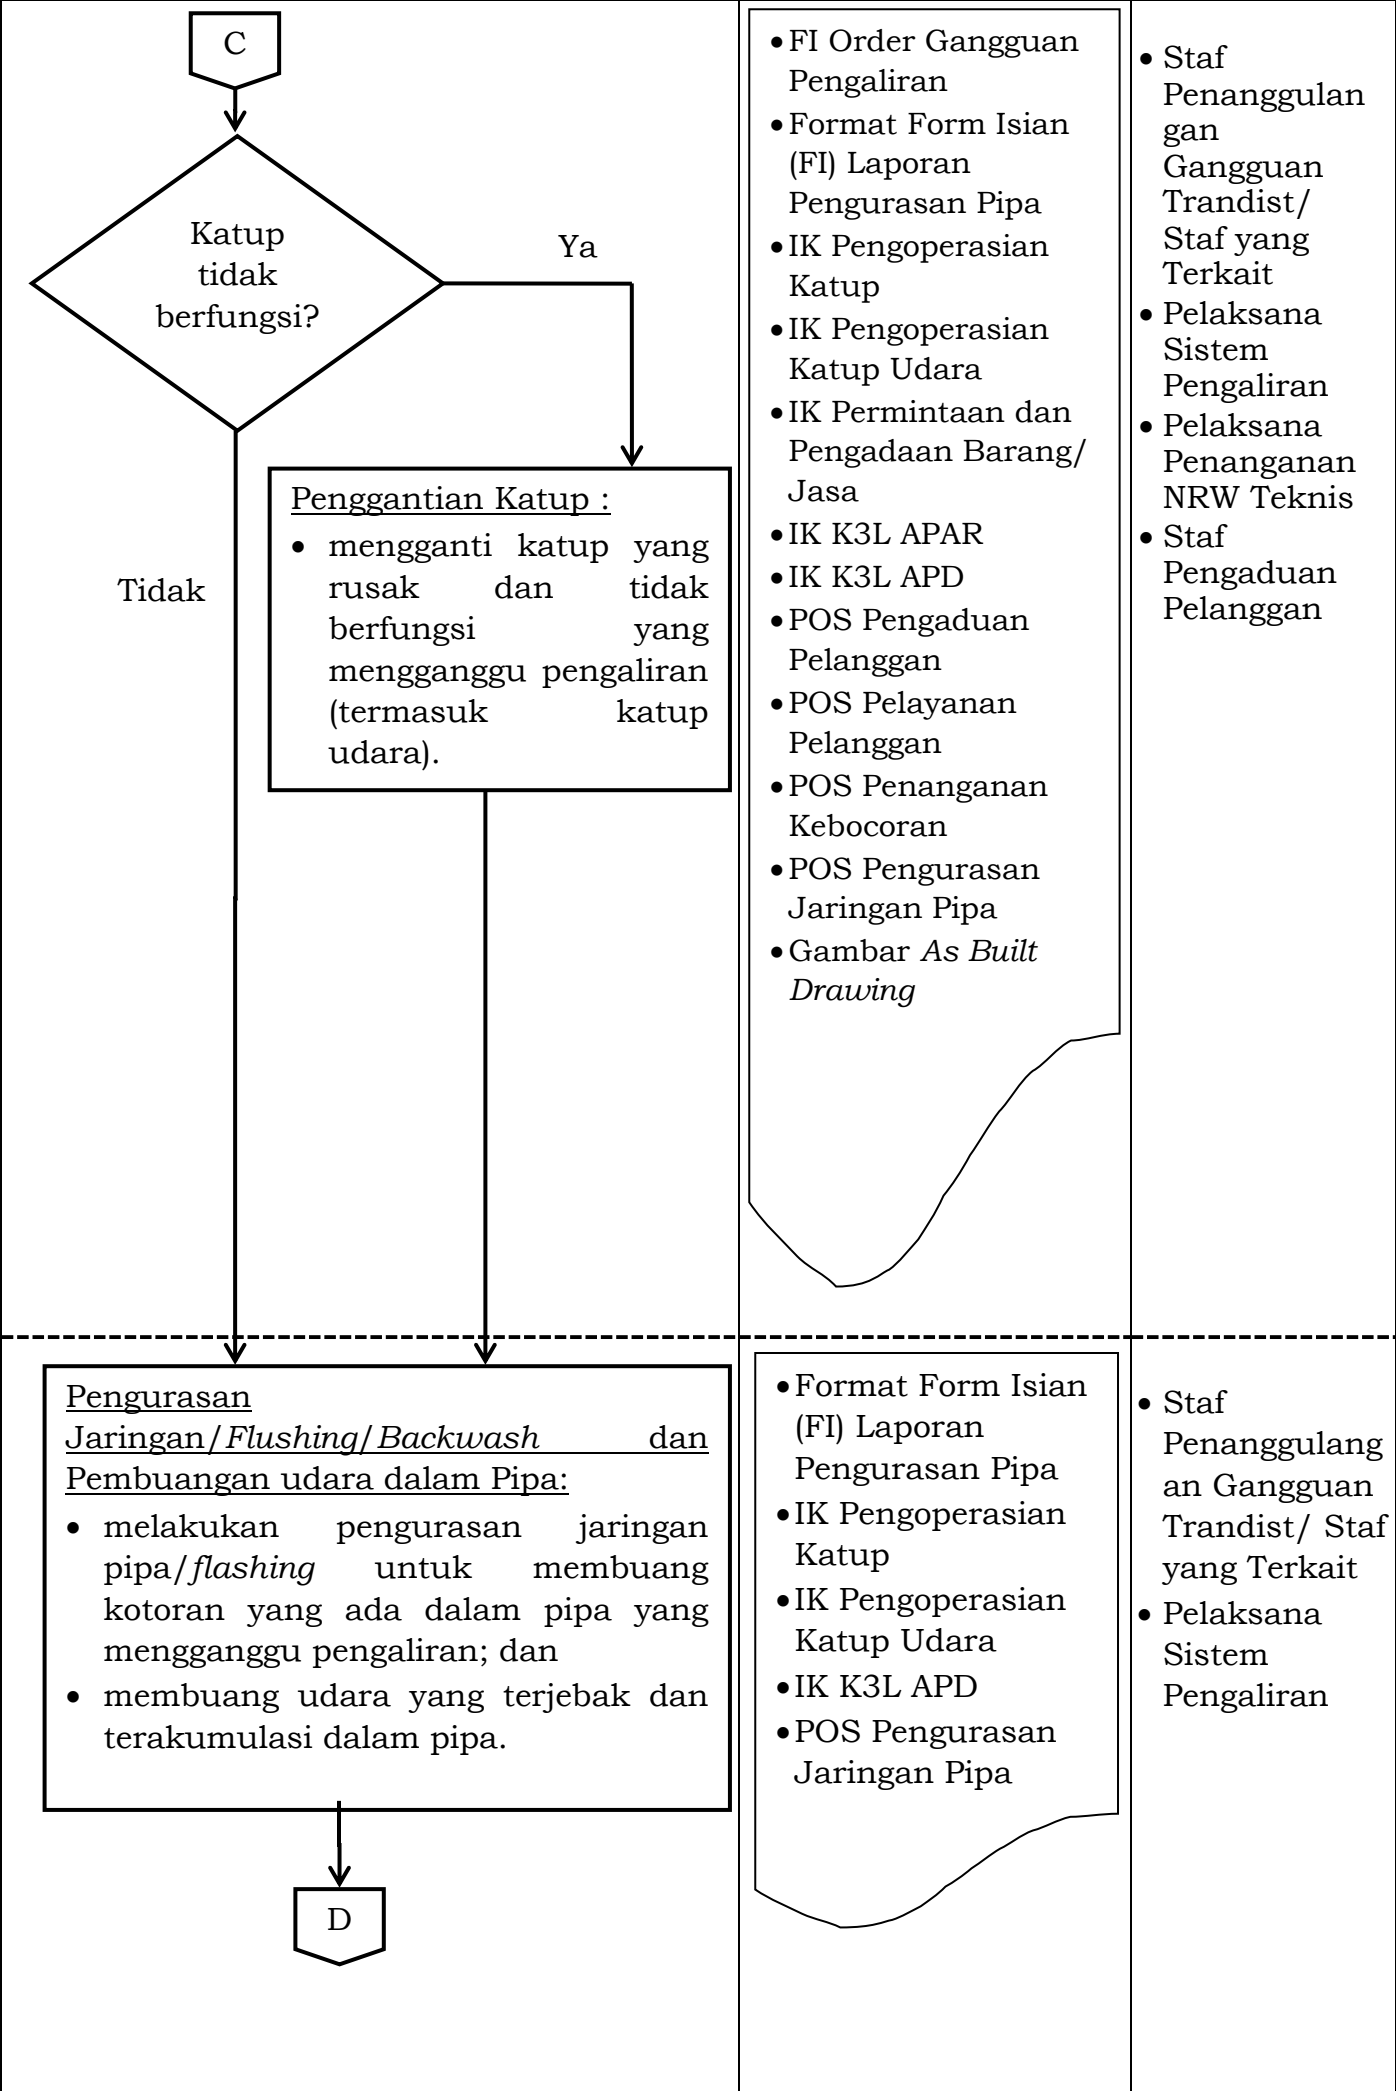 C
Katup
tidak
berfungsi?
Ya
Tidak
Penggantian Katup :
• mengganti katup yang
rusak dan tidak
berfungsi yang
mengganggu pengaliran
(termasuk katup
udara).
• FI Order Gangguan
Pengaliran
• Format Form Isian
(FI) Laporan
Pengurasan Pipa
• IK Pengoperasian
Katup
• IK Pengoperasian
Katup Udara
• IK Permintaan dan
Pengadaan Barang/
Jasa
• IK K3L APAR
• IK K3L APD
• POS Pengaduan
Pelanggan
• POS Pelayanan
Pelanggan
• POS Penanganan
Kebocoran
• POS Pengurasan
Jaringan Pipa
• Gambar As Built
Drawing
• Staf
Penanggulan
gan
Gangguan
Trandist/
Staf yang
Terkait
• Pelaksana
Sistem
Pengaliran
• Pelaksana
Penanganan
NRW Teknis
• Staf
Pengaduan
Pelanggan
Pengurasan
Jaringan/Flushing/Backwash dan
Pembuangan udara dalam Pipa:
• melakukan pengurasan jaringan
pipa/flashing untuk membuang
kotoran yang ada dalam pipa yang
mengganggu pengaliran; dan
• membuang udara yang terjebak dan
terakumulasi dalam pipa.
D
• Format Form Isian
(FI) Laporan
Pengurasan Pipa
• IK Pengoperasian
Katup
• IK Pengoperasian
Katup Udara
• IK K3L APD
• POS Pengurasan
Jaringan Pipa
• Staf
Penanggulang
an Gangguan
Trandist/ Staf
yang Terkait
• Pelaksana
Sistem
Pengaliran